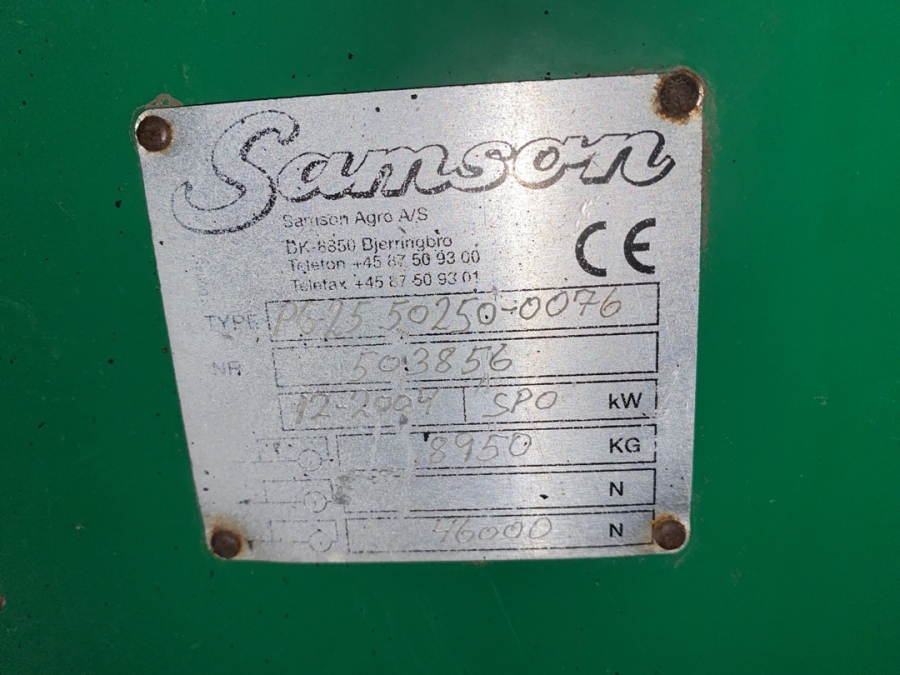 Samson
Samson Agro A/S
DK-8850 Bjerringbro
Telefon +45 87 50 93 00
Telefax +45 87 50 93 01
CE
TYPE PG25 50250-0076
NR 503856
12-2004 SPO kW
8950 KG
N
46000 N